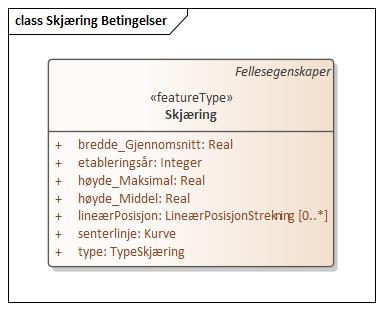 class Skjæring Betingelser
Fellesegenskaper
«featureType»
Skjæring
+ bredde_Gjennomsnitt: Real
+ etableringsår: Integer
+ høyde_Maksimal: Real
+ høyde_Middel: Real
+ lineærPosisjon: LineærPosisjonStrekning [0..*]
+ senterlinje: Kurve
+ type: TypeSkjæring